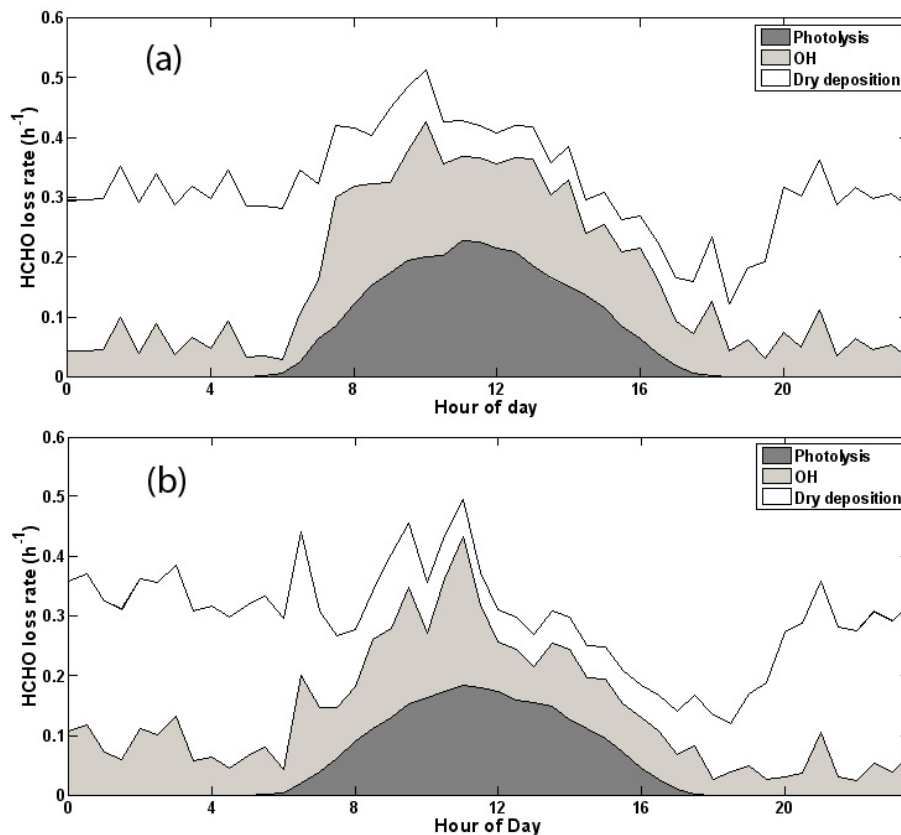 (a)
Photolysis
OH
Dry deposition
HCHO loss rate (h⁻¹)
0.6
0.5
0.4
0.3
0.2
0.1
0
0 4 8 12 16 20
Hour of day
(b)
Photolysis
OH
Dry deposition
HCHO loss rate (h⁻¹)
0.6
0.5
0.4
0.3
0.2
0.1
0
0 4 8 12 16 20
Hour of Day